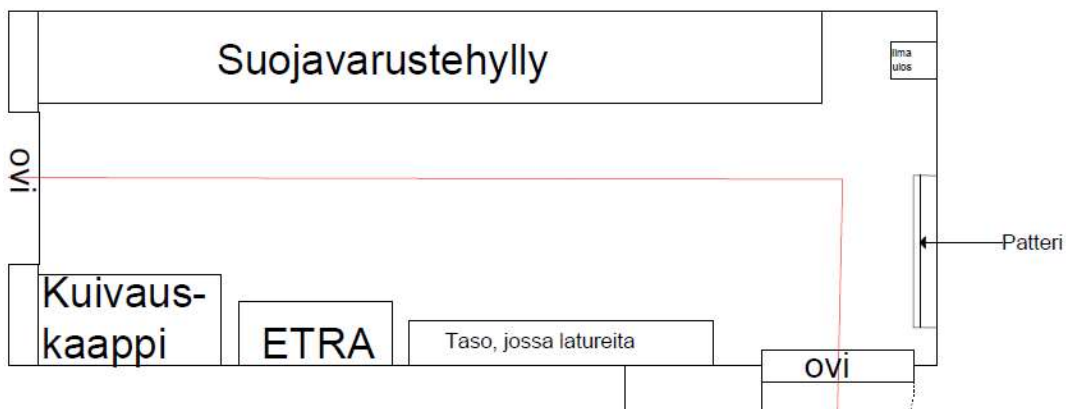 Suojavarustehylly
Ilma
ulos
ovi
Patteri
Kuivaus-
kaappi
ETRA
Taso, jossa latureita
ovi